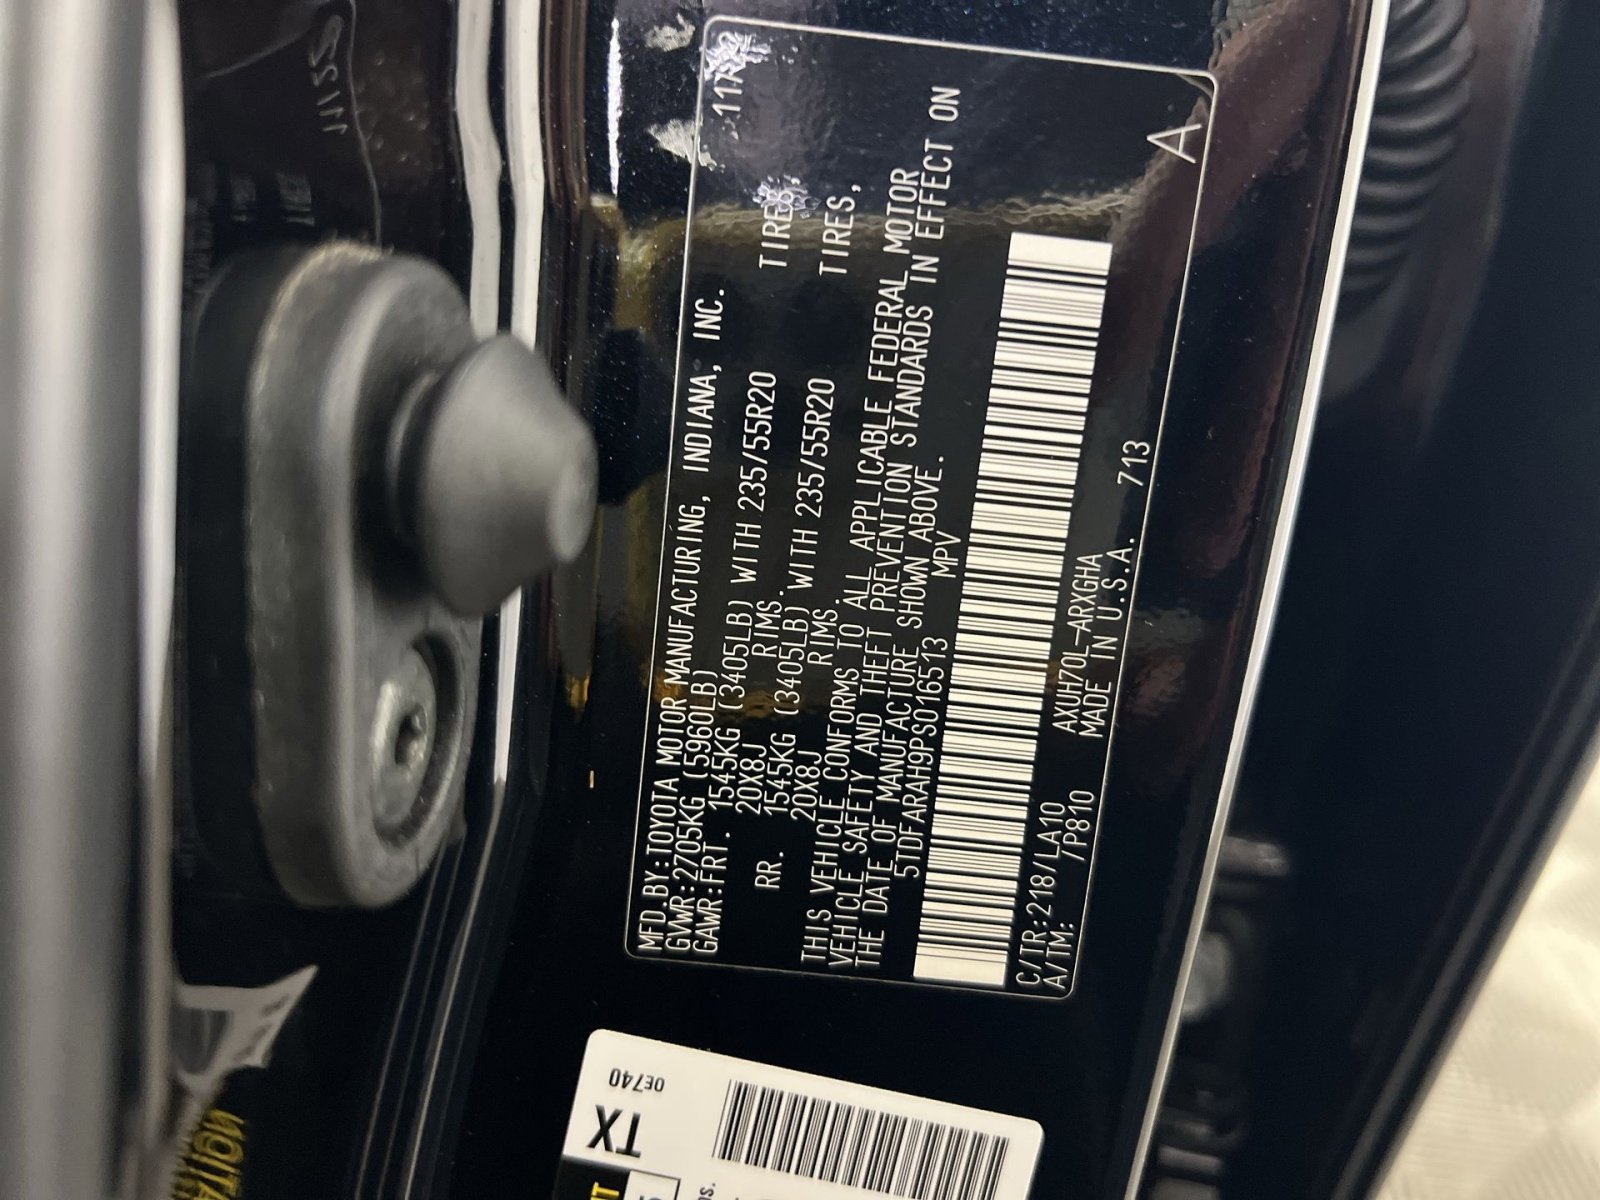 MFD.BY:TOYOTA MOTOR MANUFACTURING, INDIANA, INC.
GVWR:2705KG(5960LB)
GAWR:FRT. 1545KG(3405LB)WITH 235/55R20 TIRES,
20X8J RIMS.
RR. 1545KG (3405LB)WITH 235/55R20 TIRES,
20X8J RIMS.
THIS VEHICLE CONFORMS TO ALL APPLICABLE FEDERAL MOTOR
VEHICLE SAFETY AND THEFT PREVENTION STANDARDS IN EFFECT ON
THE DATE OF MANUFACTURE SHOWN ABOVE.
5TDFARAH9PS016513 MPV
C/TR:218/LA10 AXUH70L-ARXGHA
A/TM: /P810 MADE IN U.S.A. 713
A
0E740
TX